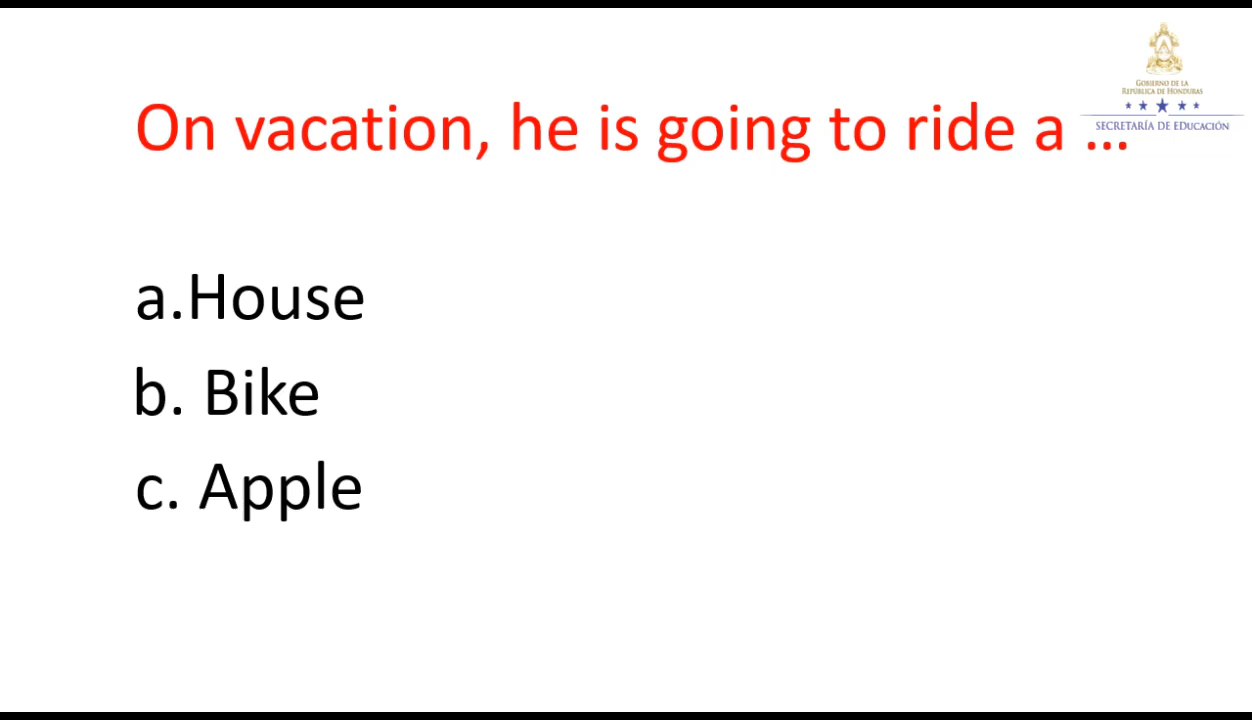 GOBIERNO DE LA
REPÚBLICA DE HONDURAS
SECRETARÍA DE EDUCACIÓN
On vacation, he is going to ride a ...
a.House
b. Bike
c. Apple